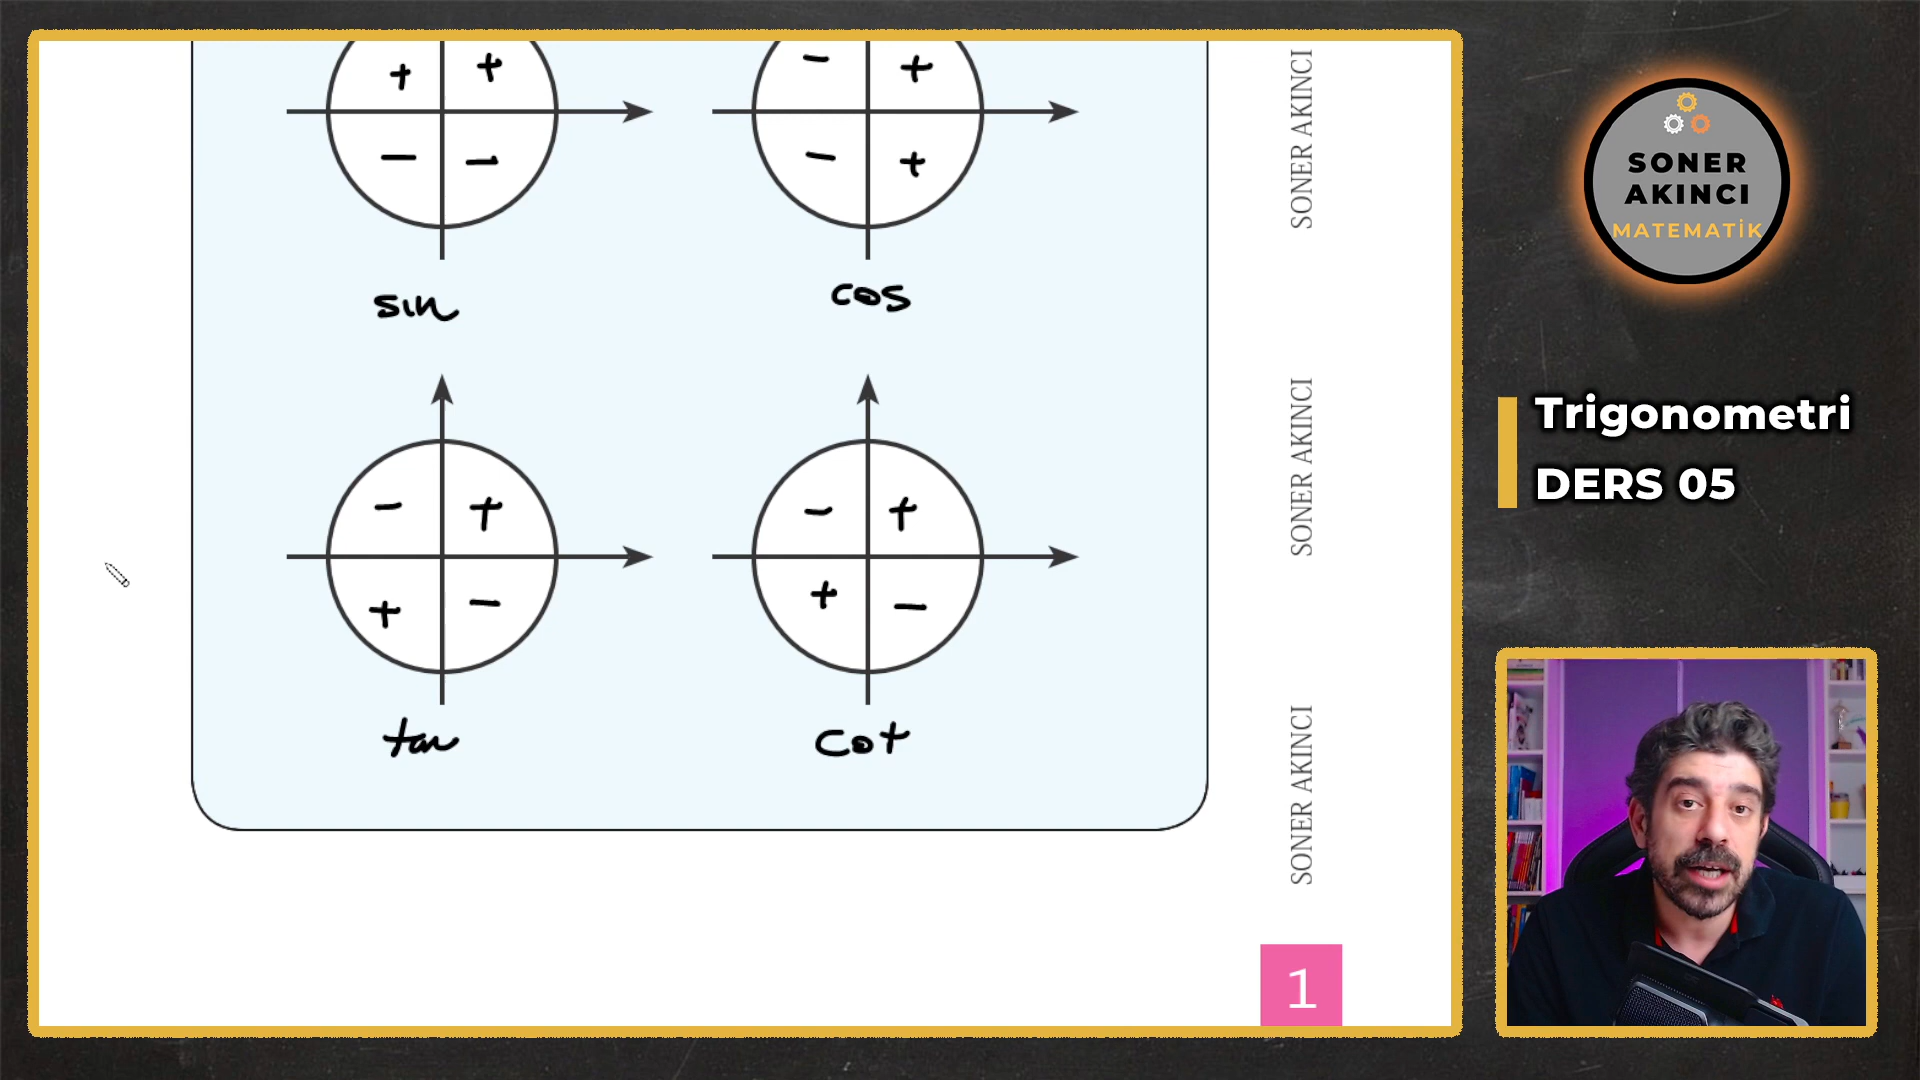 + +
- -
sin
- +
- +
cos
- +
+ -
tan
- +
+ -
cot
SONER AKINCI
SONER AKINCI
SONER AKINCI
1
SONER
AKINCI
MATEMATİK
Trigonometri
DERS 05